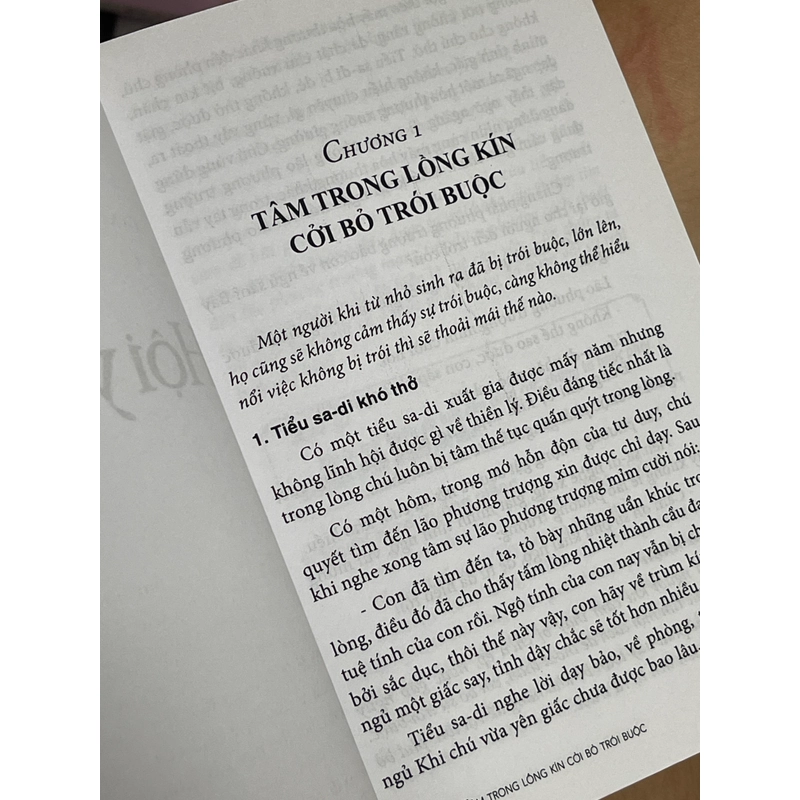 CHƯƠNG 1
TÂM TRONG LÒNG KÍN
CỞI BỎ TRÓI BUỘC
Một người khi từ nhỏ sinh ra đã bị trói buộc, lớn lên,
họ cũng sẽ không cảm thấy sự trói buộc, càng không thể hiểu
nổi việc không bị trói thì sẽ thoải mái thế nào.
1. Tiểu sa-di khó thở
Có một tiểu sa-di xuất gia được mấy năm nhưng
không lĩnh hội được gì về thiền lý. Điều đáng tiếc nhất là
trong lòng chú luôn bị tâm thế tục quấn quýt trong lòng.
Có một hôm, trong mớ hỗn độn của tư duy, chú
quyết tìm đến lão phương trượng xin được chỉ dạy. Sau
khi nghe xong tâm sự lão phương trượng mỉm cười nói:
- Con đã tìm đến ta, tỏ bày những uẩn khúc
lòng, điều đó đã cho thấy tấm lòng nhiệt thành cầu
tuệ tính của con rồi. Ngộ tính của con nay vẫn bị
bởi sắc dục, thôi thế này vậy, con hãy về trùm
ngủ một giấc say, tỉnh dậy chắc sẽ tốt hơn nhiều
Tiểu sa-di nghe lời dạy bảo, về phòng,
ngủ Khi chú vừa yên giấc chưa được bao lâu.
TRONG LÒNG KÍN CỞI BỎ TRÓI BUỘC
Hội